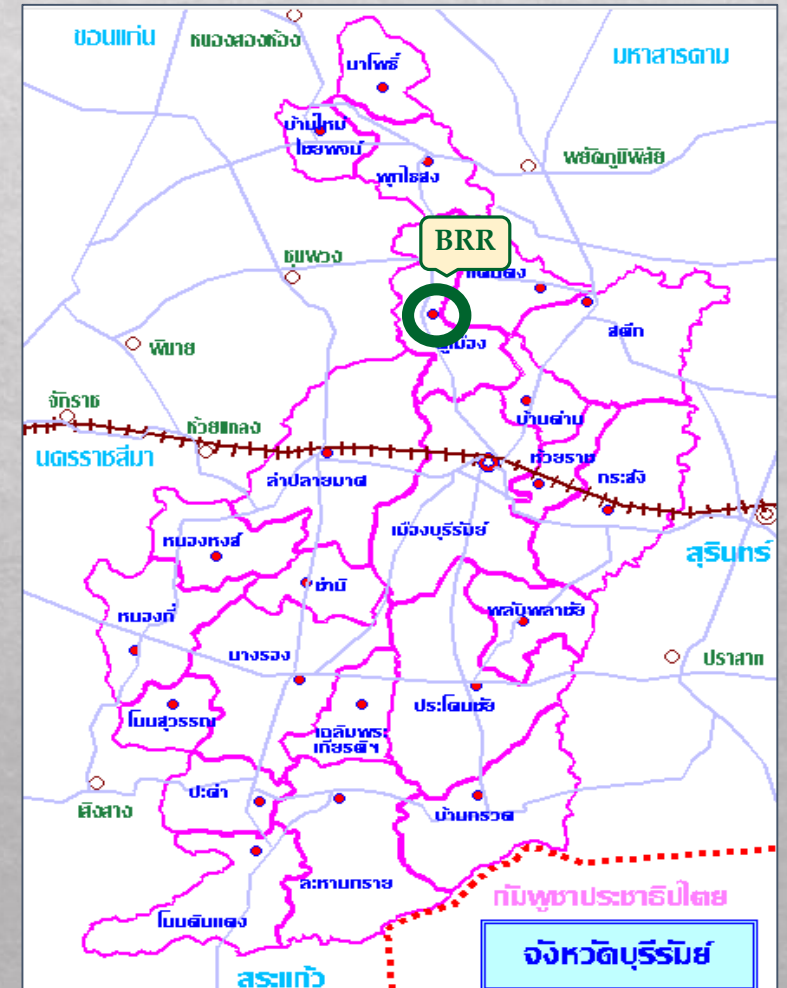 ขอนแก่น
หนองสองห้อง
มหาสารคาม
นาโพธิ์
บ้านใหม่
ไชยพจน์
พุทไธสง
พยัคภูมิพิสัย
BRR
ชุมพวง
สตึก
คูเมือง
พิมาย
จักราช
บ้านด่าน
ห้วยแถลง
ห้วยราช
นครราชสีมา
กระสัง
ลำปลายมาศ
เมืองบุรีรัมย์
หนองหงส์
สุรินทร์
ชำนิ
พลับพลาชัย
หนองกี่
นางรอง
ปราสาท
ประโคนชัย
โนนสุวรรณ
เฉลิมพระ
เกียรติฯ
ปะคำ
เสิงสาง
บ้านกรวด
ละหานทราย
กัมพูชาประชาธิปไตย
โนนดินแดง
จังหวัดบุรีรัมย์
สระแก้ว